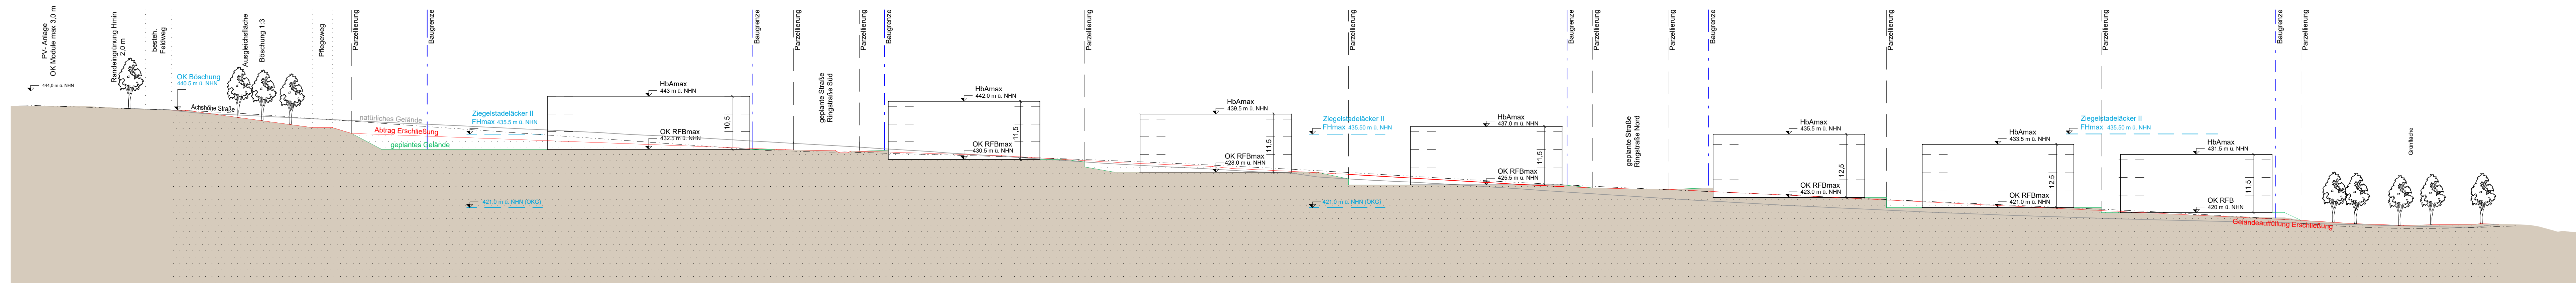 PV- Anlage
OK Module max 3,0 m
444,0 m ü. NHN
Randeingrünung Hmin
2,0 m
besteh.
Feldweg
OK Böschung
440.5 m ü. NHN
Achshöhe Straße
Ausgleichsfläche
Böschung 1:3
Pflegeweg
Parzellierung
natürliches Gelände
Abtrag Erschließung
geplantes Gelände
Baugrenze
Ziegelstadeläcker II
FHmax 435.5 m ü. NHN
421.0 m ü. NHN (OKG)
HbAmax
443 m ü. NHN
10,5
OK RFBmax
432.5 m ü. NHN
Baugrenze
Parzellierung
geplante Straße
Ringstraße Süd
Parzellierung
Baugrenze
HbAmax
442.0 m ü. NHN
11,5
OK RFBmax
430.5 m ü. NHN
Parzellierung
HbAmax
439.5 m ü. NHN
11,5
OK RFBmax
428.0 m ü. NHN
Parzellierung
Ziegelstadeläcker II
FHmax 435,50 m ü. NHN
421.0 m ü. NHN (OKG)
HbAmax
437.0 m ü. NHN
11,5
OK RFBmax
425.5 m ü. NHN
Baugrenze
Parzellierung
geplante Straße
Ringstraße Nord
Parzellierung
Baugrenze
HbAmax
435.5 m ü. NHN
12,5
OK RFBmax
423.0 m ü. NHN
Parzellierung
HbAmax
433.5 m ü. NHN
12,5
OK RFBmax
421.0 m ü. NHN
Parzellierung
Ziegelstadeläcker II
FHmax 435.50 m ü. NHN
HbAmax
431.5 m ü. NHN
11,5
OK RFB
420 m ü. NHN
Baugrenze
Parzellierung
Geländeauffüllung Erschließung
Grünfläche